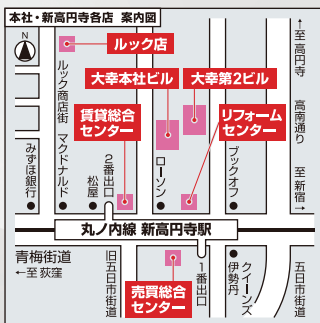 本社・新高円寺各店 案内図
N
ルック店
大幸本社ビル
大幸第2ビル
賃貸総合
センター
リフォーム
センター
←至 高円寺
高南通り
至 新宿→
ルック商店街
みずほ銀行
マクドナルド
松屋
2番出口
ローソン
ブックオフ
丸ノ内線 新高円寺駅
青梅街道
←至 荻窪
旧五日市街道
売買総合
センター
1番出口
クイーンズ
伊勢丹
五日市街道